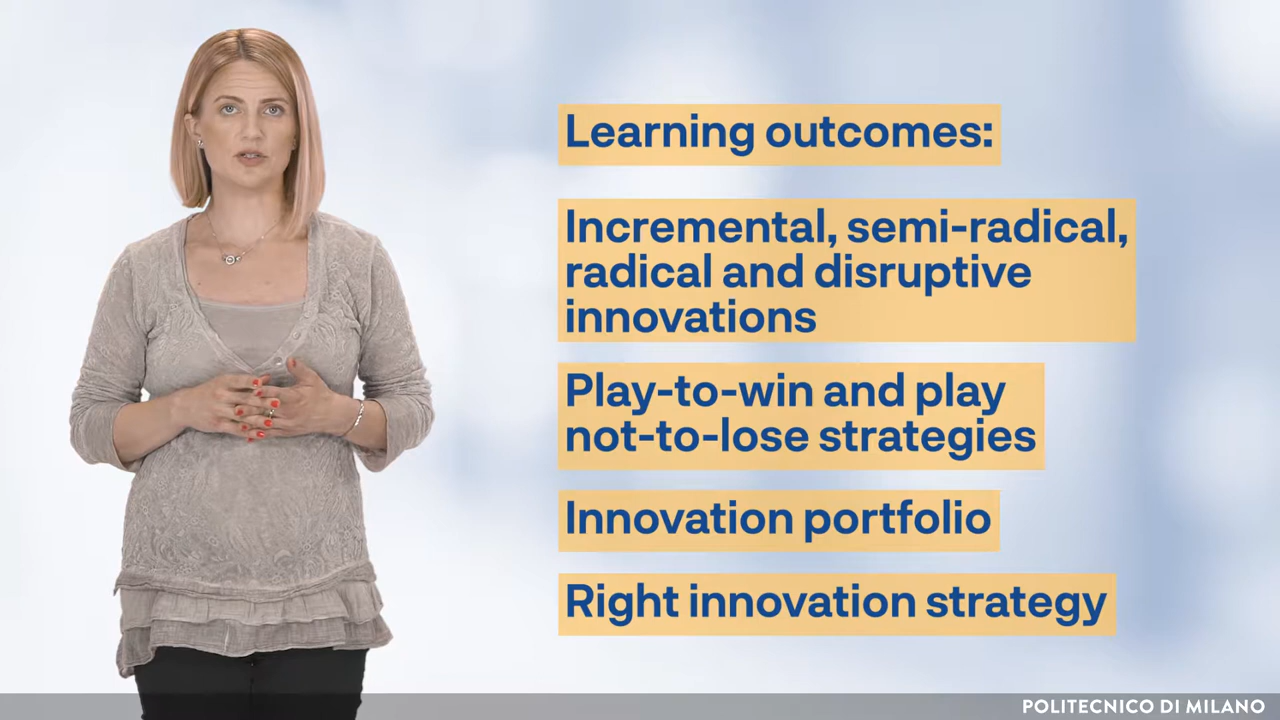 Learning outcomes:
Incremental, semi-radical,
radical and disruptive
innovations
Play-to-win and play
not-to-lose strategies
Innovation portfolio
Right innovation strategy
POLITECNICO DI MILANO